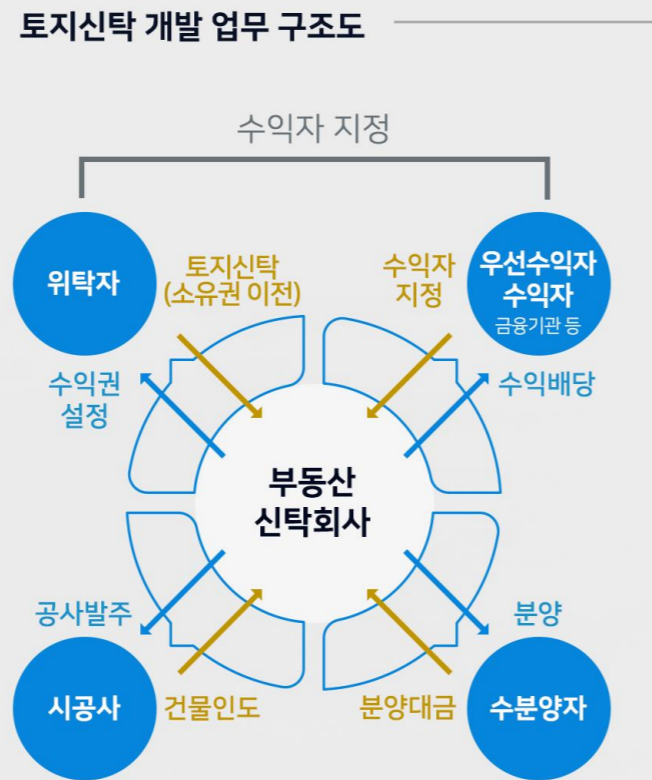 토지신탁 개발 업무 구조도
수익자 지정
위탁자
토지신탁
(소유권 이전)
수익자
지정
우선수익자
수익자
금융기관 등
수익권
설정
수익배당
부동산
신탁회사
공사발주
분양
시공사
건물인도
분양대금
수분양자